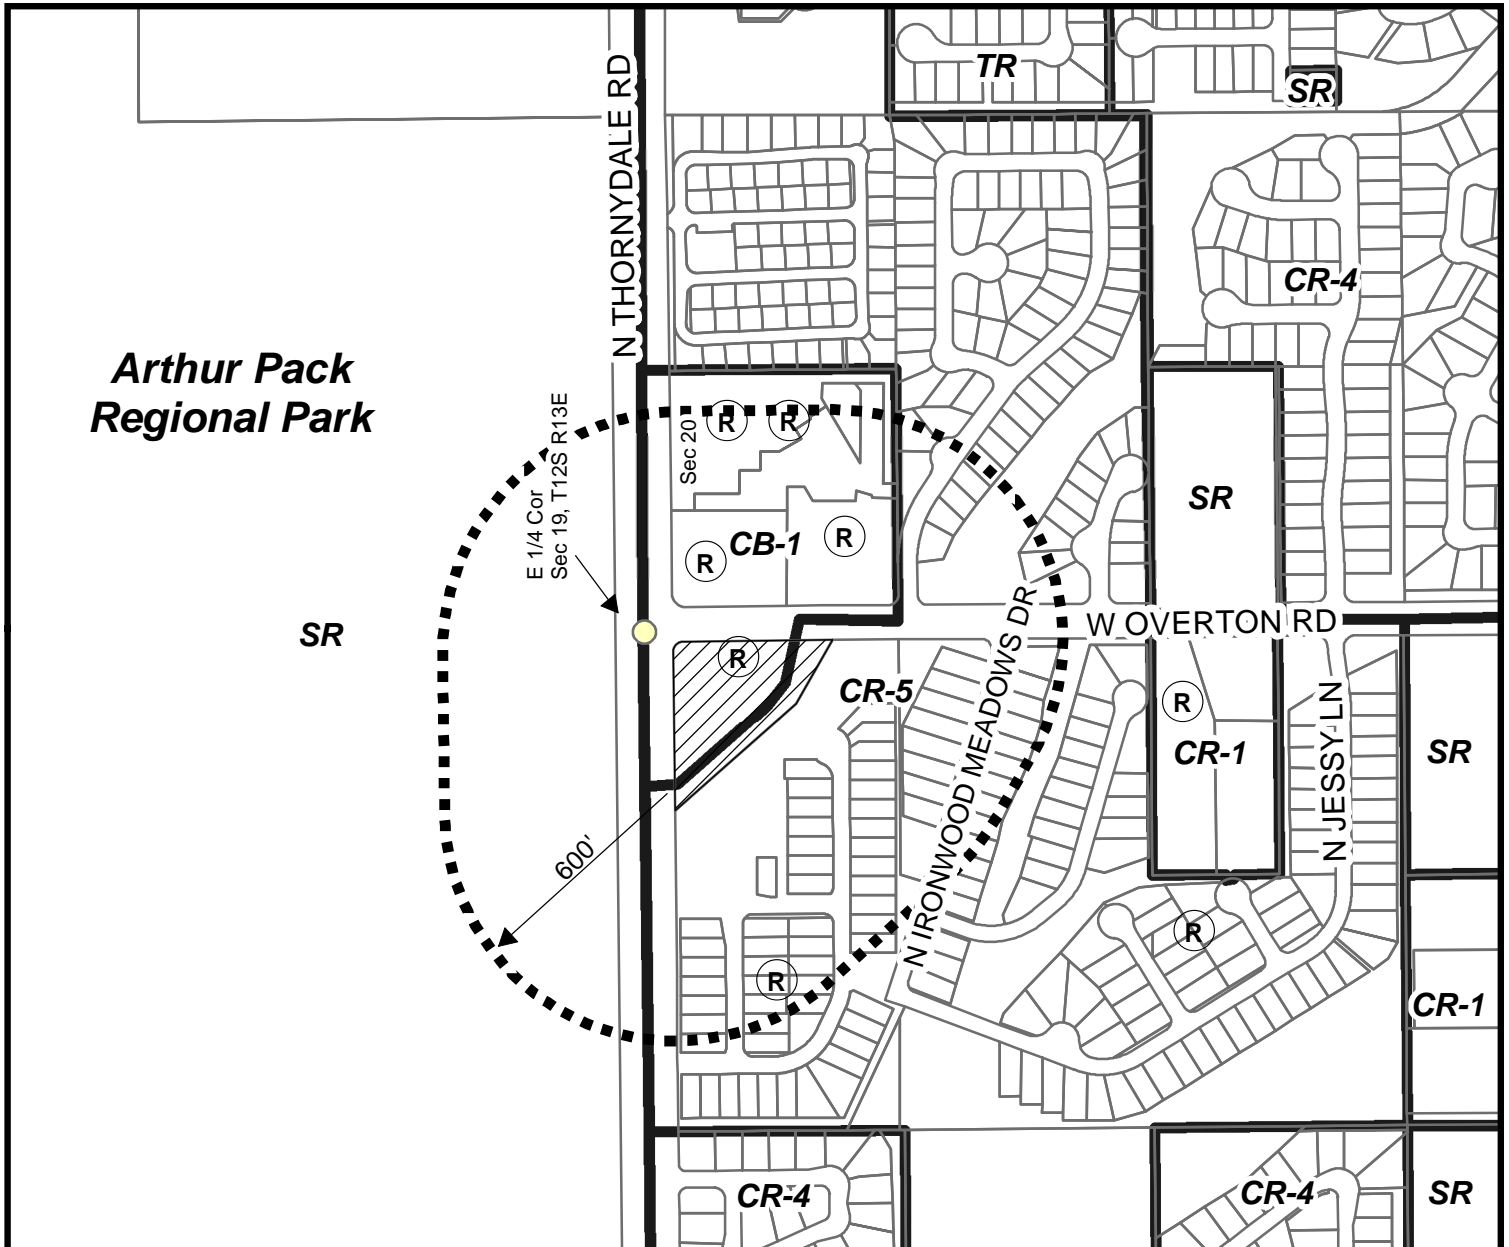 TR
SR
N THORNYDALE RD
CR-4
Arthur Pack
Regional Park
E 1/4 Cor
Sec 19, T12S R13E
Sec 20
R
R
SR
CB-1
R
R
SR
W OVERTON RD
R
CR-5
N IRONWOOD MEADOWS DR
R
CR-1
N JESSY LN
SR
600'
R
R
CR-1
CR-4
CR-4
SR